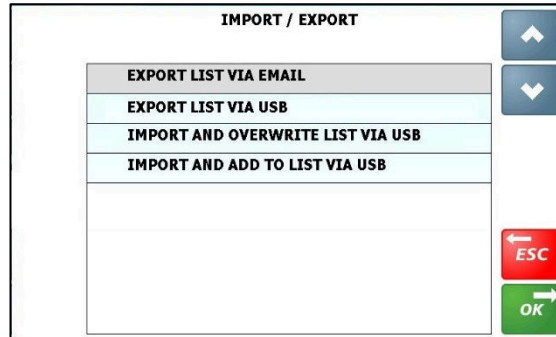 IMPORT / EXPORT
EXPORT LIST VIA EMAIL
EXPORT LIST VIA USB
IMPORT AND OVERWRITE LIST VIA USB
IMPORT AND ADD TO LIST VIA USB
ESC
OK